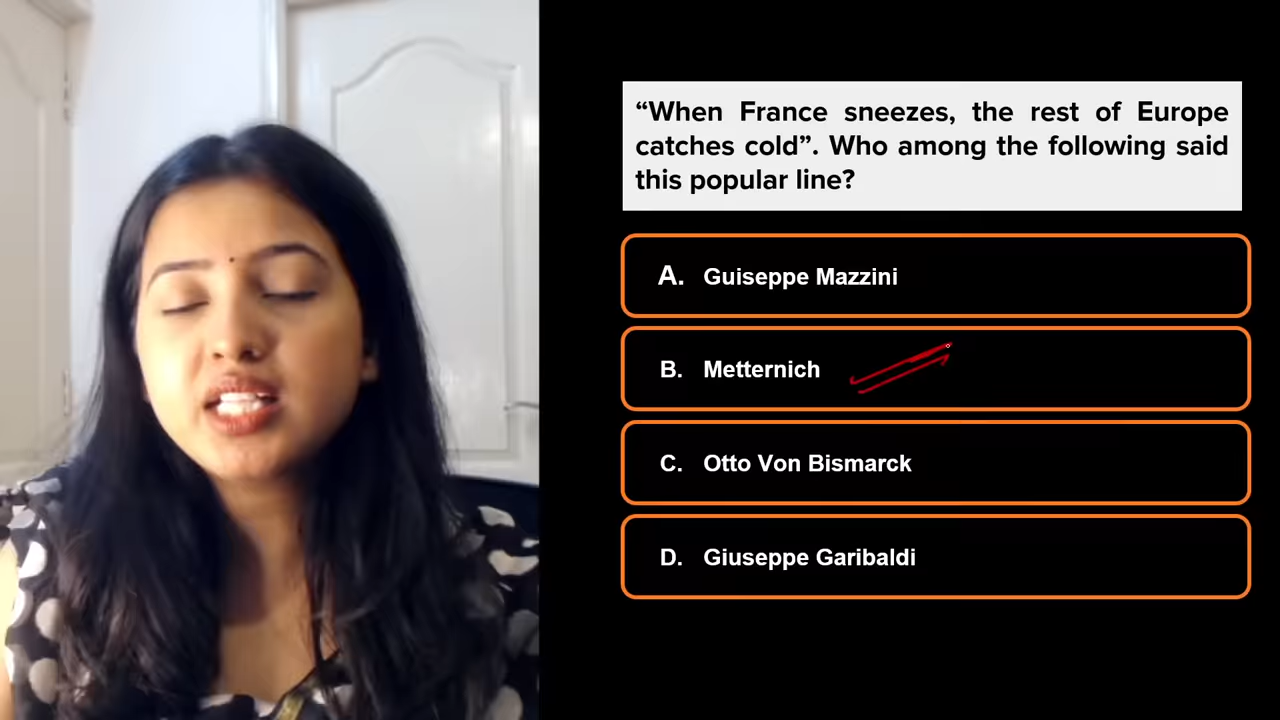 “When France sneezes, the rest of Europe
catches cold”. Who among the following said
this popular line?
A. Guiseppe Mazzini
B. Metternich
C. Otto Von Bismarck
D. Giuseppe Garibaldi